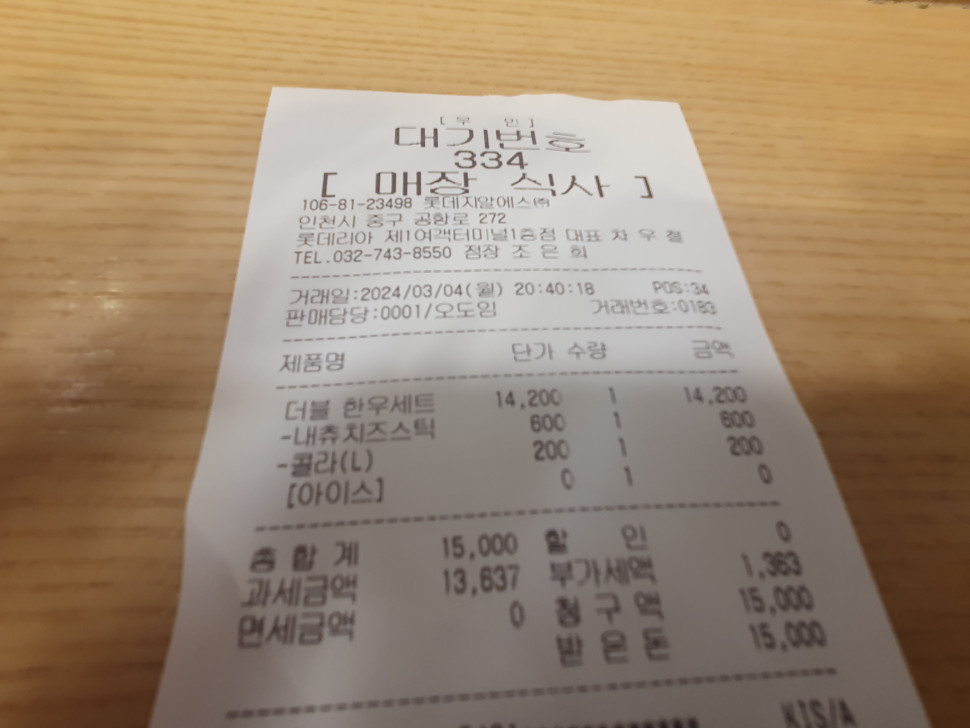 [무 인]
대기번호
334
[ 매장 식사 ]
106-81-23498 롯데지알에스㈜
인천시 중구 공항로 272
롯데리아 제1여객터미널1층점 대표 차 우 철
TEL.032-743-8550 점장 조 은 희
거래일:2024/03/04(월) 20:40:18 POS:34
판매담당:0001/오도임 거래번호:0183
제품명 단가 수량 금액
더블 한우세트 14,200 1 14,200
-내츄치즈스틱 600 1 600
-콜라(L) 200 1 200
[아이스] 0 1 0
총 합 계 15,000 할 인 0
과세금액 13,637 부가세액 1,363
면세금액 0 청 구 액 15,000
받 은 돈 15,000
KIS/A